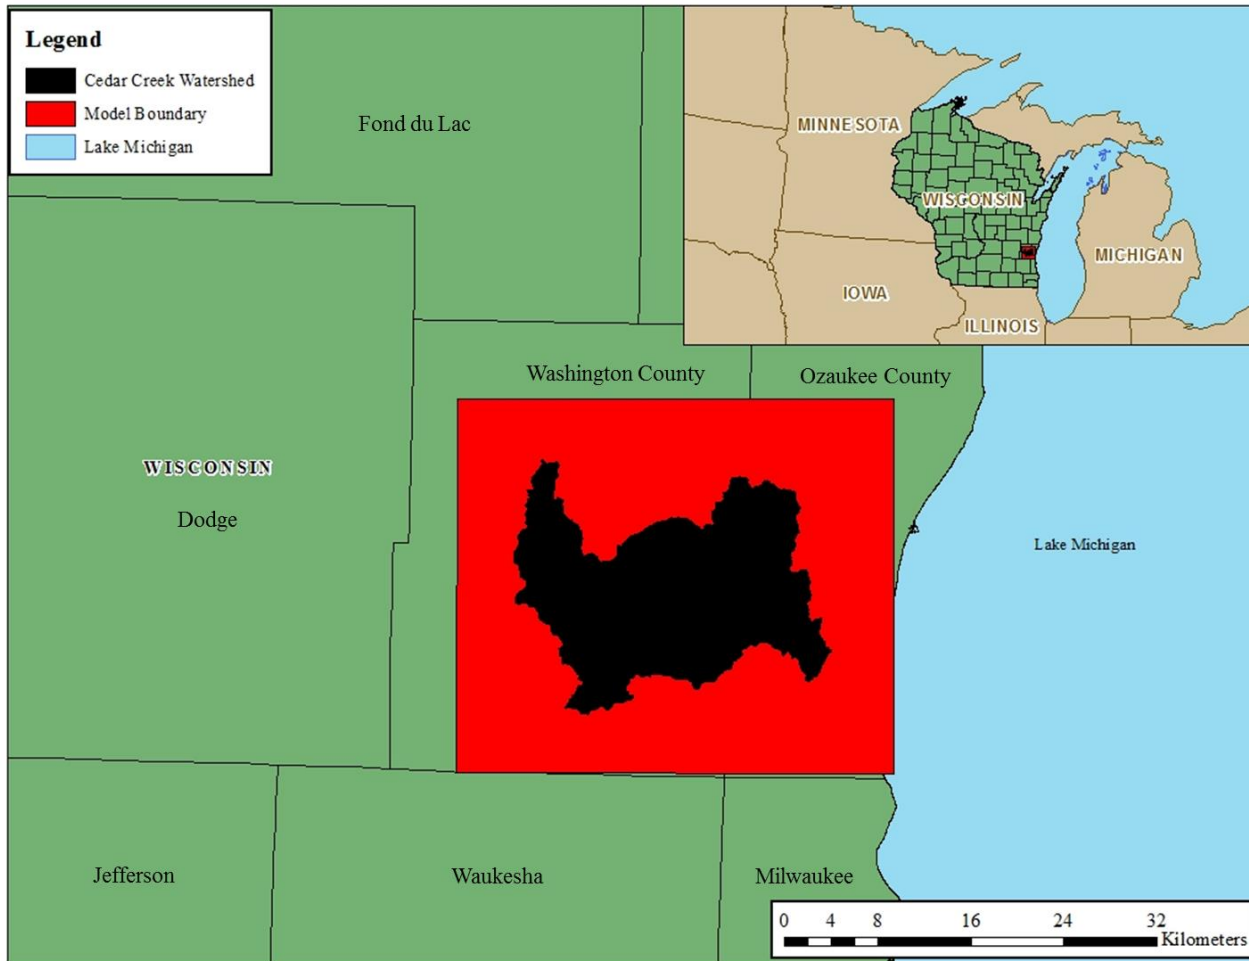 Legend
Cedar Creek Watershed
Model Boundary
Lake Michigan
Fond du Lac
MINNESOTA
WISCONSIN
MICHIGAN
IOWA
ILLINOIS
Washington County
Ozaukee County
WISCONSIN
Dodge
Lake Michigan
Jefferson
Waukesha
Milwaukee
0 4 8 16 24 32
Kilometers